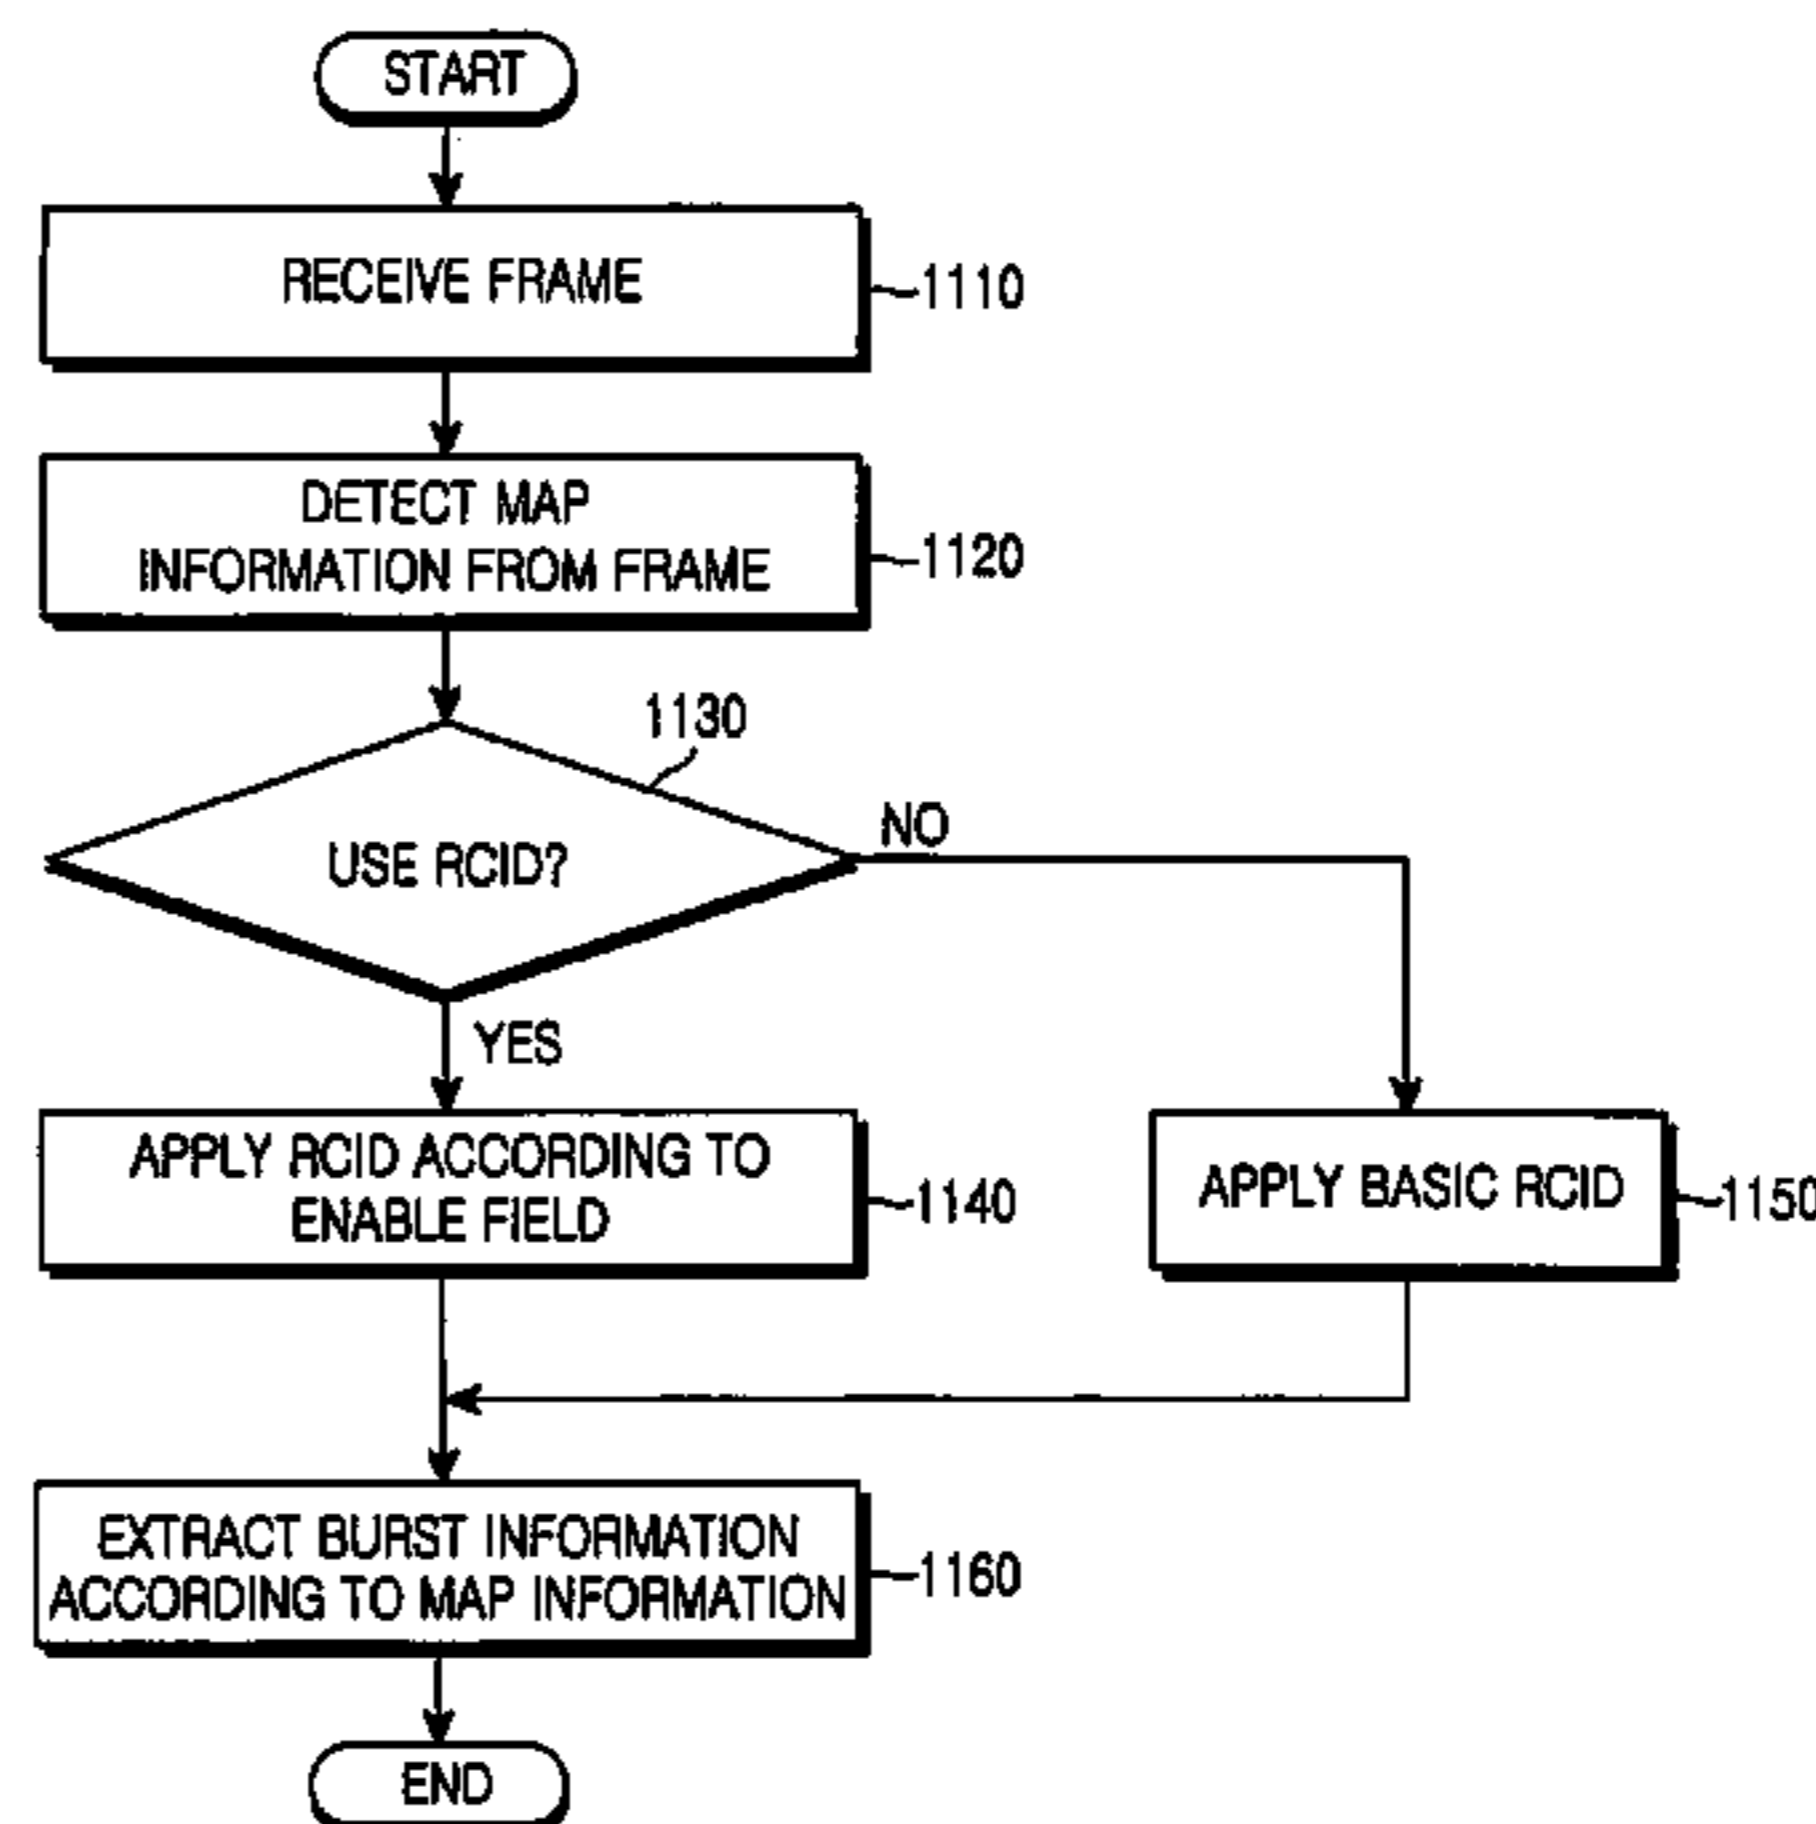 START
RECEIVE FRAME
1110
DETECT MAP
INFORMATION FROM FRAME
1120
1130
USE RCID?
NO
YES
APPLY RCID ACCORDING TO
ENABLE FIELD
1140
APPLY BASIC RCID
1150
EXTRACT BURST INFORMATION
ACCORDING TO MAP INFORMATION
1160
END